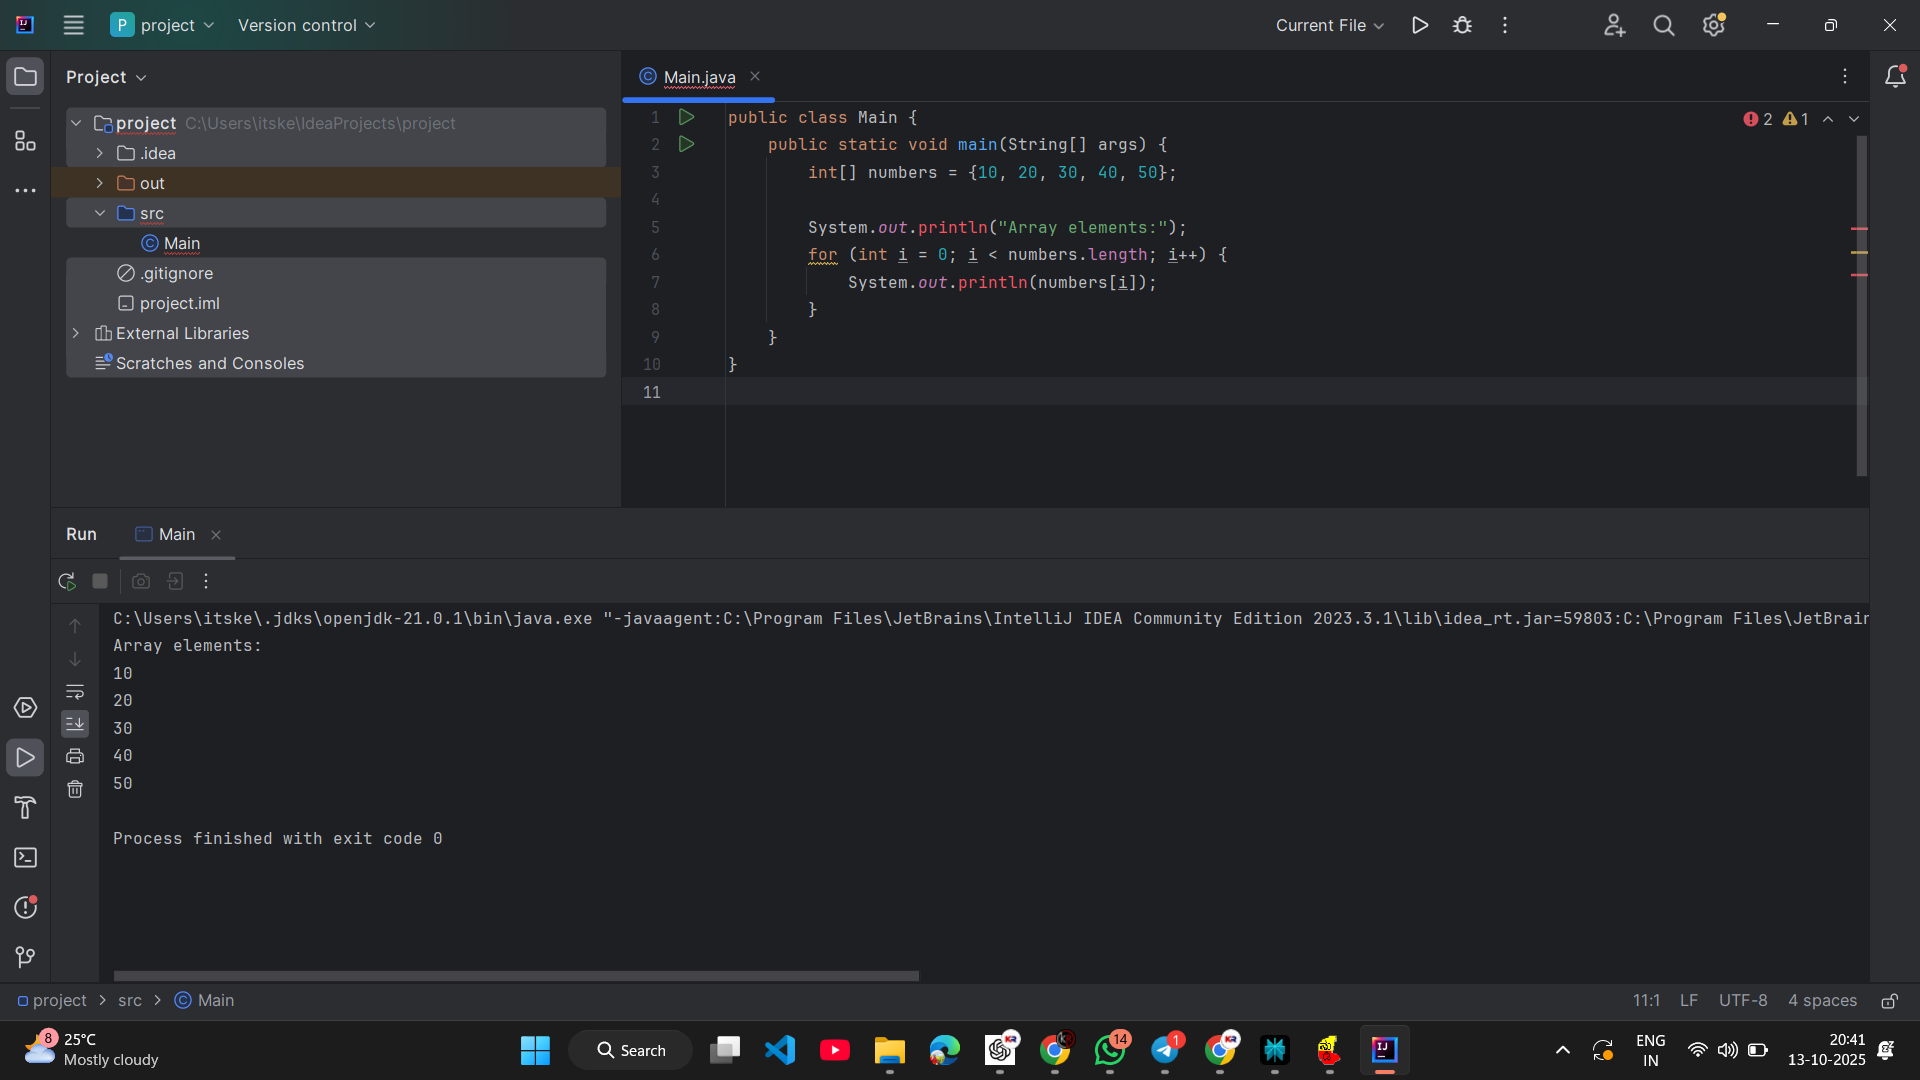 IJ
P project Version control Current File
Project
project C:\Users\itske\IdeaProjects\project
.idea
out
src
Main
.gitignore
project.iml
External Libraries
Scratches and Consoles
Main.java
2 1
1 public class Main {
2 public static void main(String[] args) {
3 int[] numbers = {10, 20, 30, 40, 50};
4
5 System.out.println("Array elements:");
6 for (int i = 0; i < numbers.length; i++) {
7 System.out.println(numbers[i]);
8 }
9 }
10 }
11
Run Main
C:\Users\itske\.jdks\openjdk-21.0.1\bin\java.exe "-javaagent:C:\Program Files\JetBrains\IntelliJ IDEA Community Edition 2023.3.1\lib\idea_rt.jar=59803:C:\Program Files\JetBrain
Array elements:
10
20
30
40
50
Process finished with exit code 0
project > src > Main 11:1 LF UTF-8 4 spaces
8 25°C
Mostly cloudy
Search
KR
14
1
KR
IJ
ENG
IN
20:41
13-10-2025